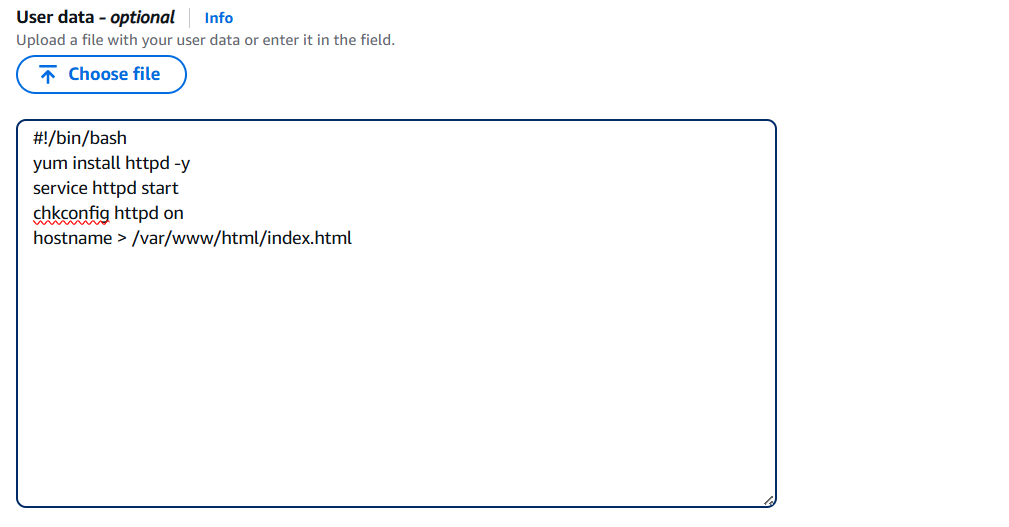 User data - optional Info
Upload a file with your user data or enter it in the field.
Choose file
#!/bin/bash
yum install httpd -y
service httpd start
chkconfig httpd on
hostname > /var/www/html/index.html